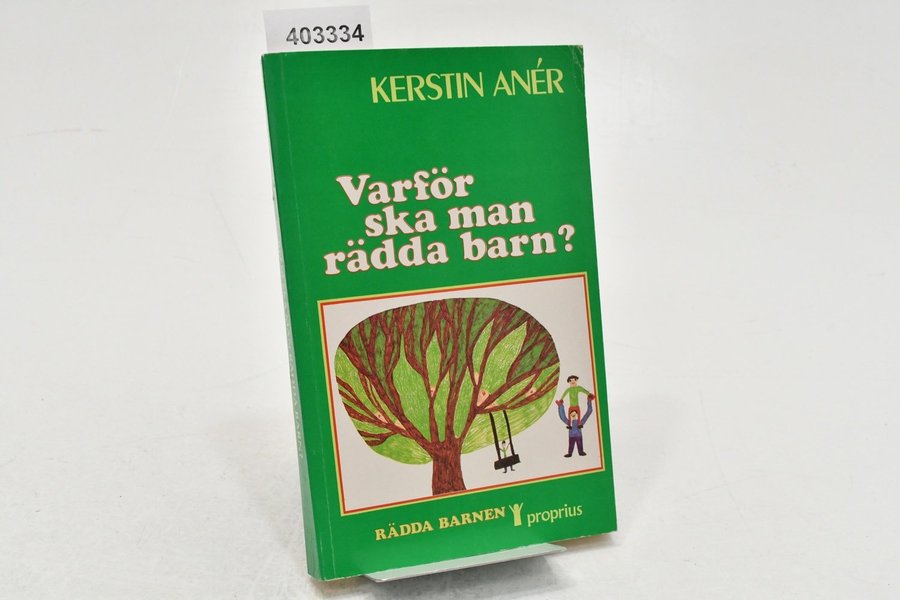 403334
KERSTIN ANÉR
Varför
ska man
rädda barn?
RÄDDA BARNEN proprius